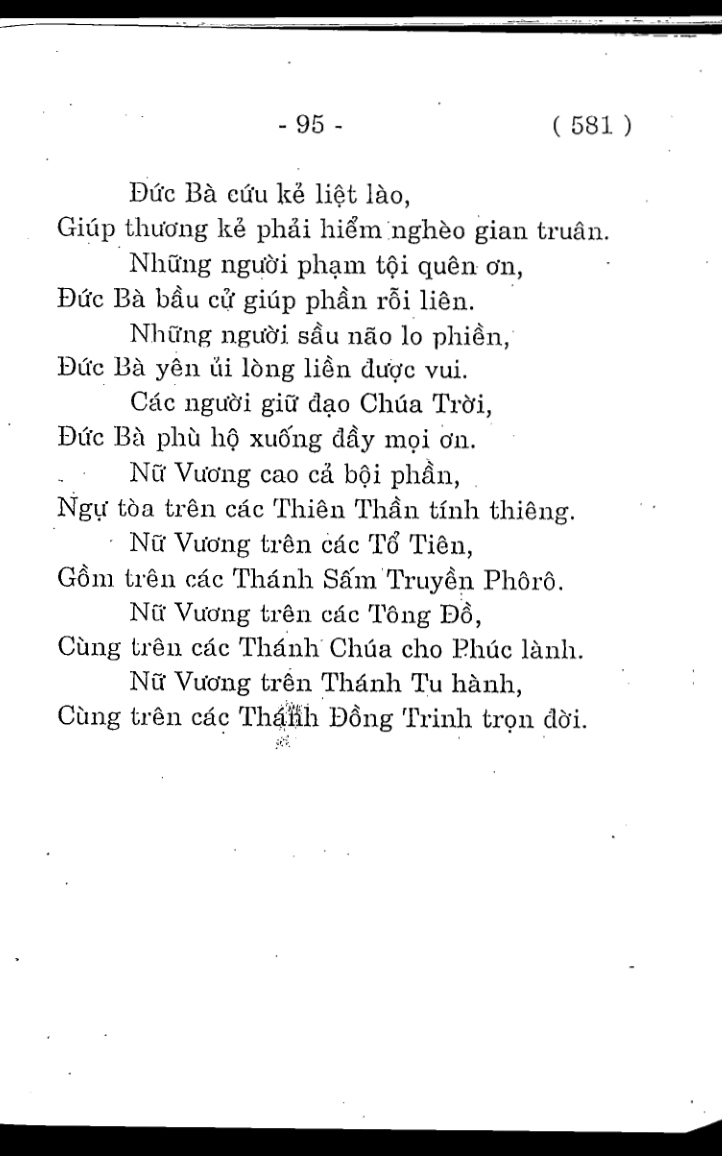 - 95 - ( 581 )
Đức Bà cứu kẻ liệt lào,
Giúp thương kẻ phải hiểm nghèo gian truân.
Những người phạm tội quên ơn,
Đức Bà bầu cử giúp phần rỗi liên.
Những người sầu não lo phiền,
Đức Bà yên ủi lòng liền được vui.
Các người giữ đạo Chúa Trời,
Đức Bà phù hộ xuống đầy mọi ơn.
Nữ Vương cao cả bội phần,
Ngự tòa trên các Thiên Thần tính thiêng.
Nữ Vương trên các Tổ Tiên,
Gồm trên các Thánh Sấm Truyền Phôrô.
Nữ Vương trên các Tông Đồ,
Cùng trên các Thánh Chúa cho Phúc lành.
Nữ Vương trên Thánh Tu hành,
Cùng trên các Thánh Đồng Trinh trọn đời.